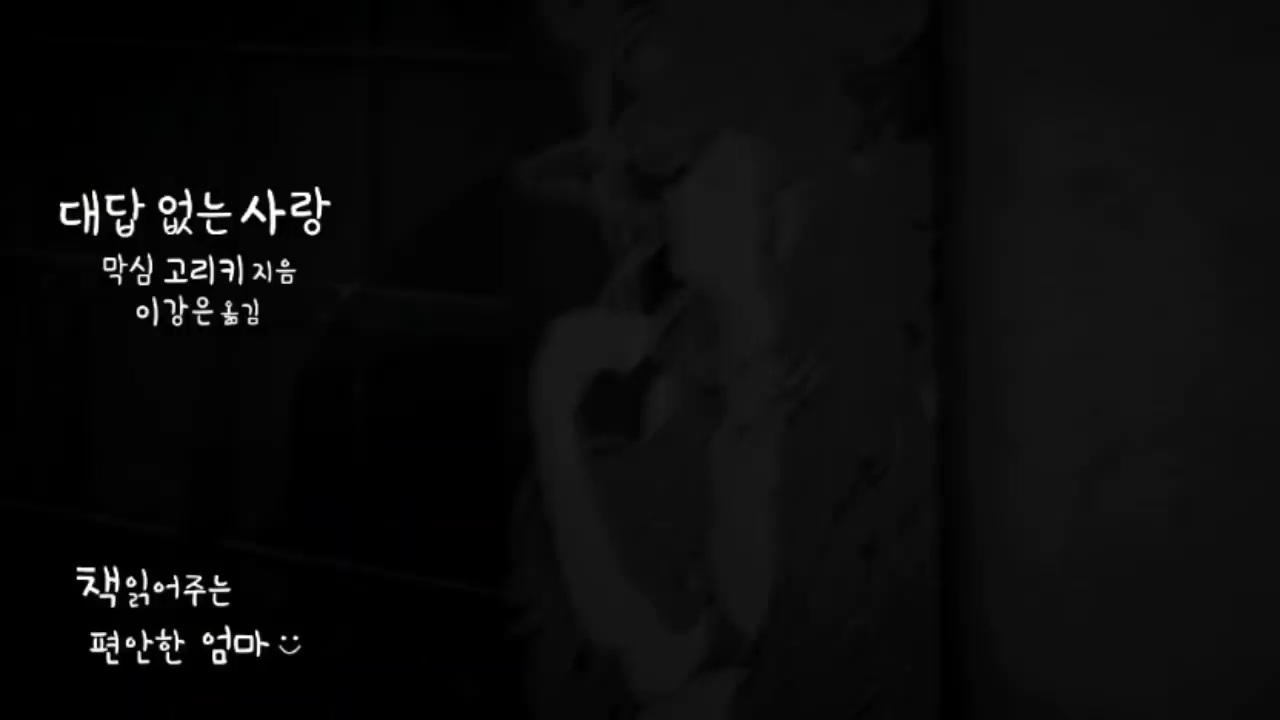 대답 없는 사랑
막심 고리키 지음
이강은 옮김
책읽어주는
편안한 엄마